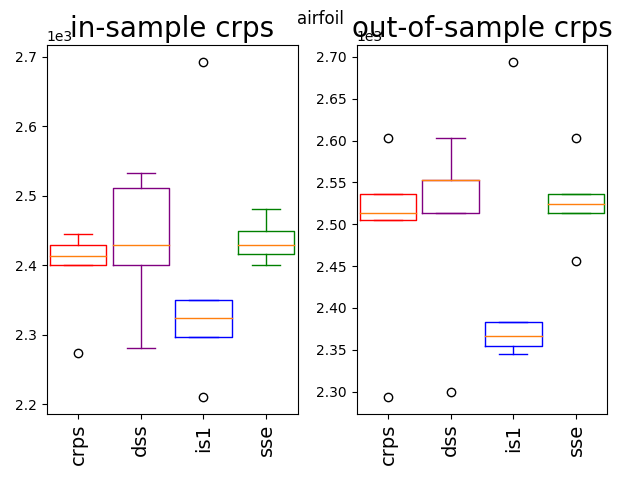 airfoil
in-sample crps
1e3
2.7
2.6
2.5
2.4
2.3
2.2
crps
dss
is1
sse
out-of-sample crps
1e3
2.70
2.65
2.60
2.55
2.50
2.45
2.40
2.35
2.30
crps
dss
is1
sse